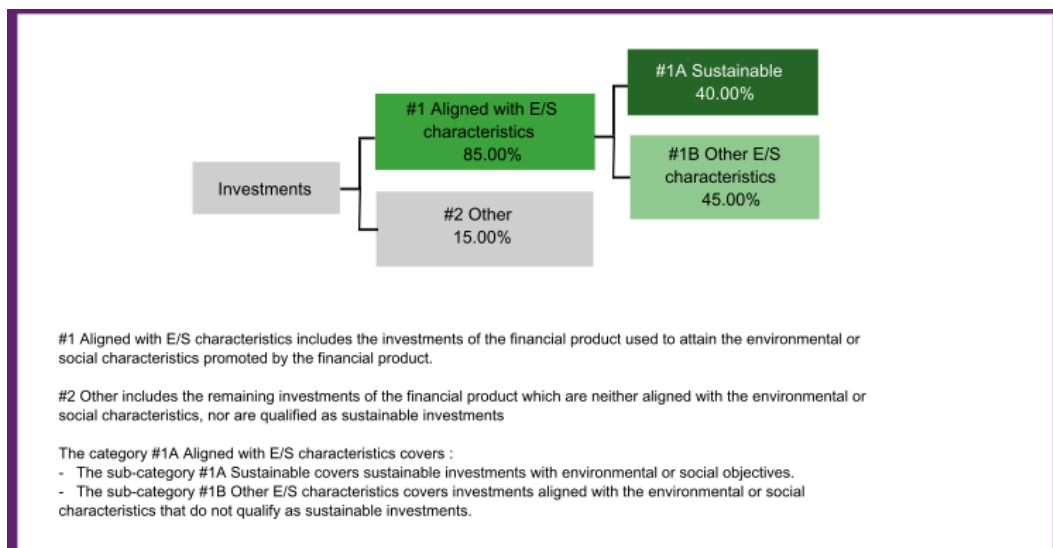 #1A Sustainable
40.00%
#1 Aligned with E/S
characteristics
85.00%
#1B Other E/S
characteristics
45.00%
Investments
#2 Other
15.00%
#1 Aligned with E/S characteristics includes the investments of the financial product used to attain the environmental or
social characteristics promoted by the financial product.
#2 Other includes the remaining investments of the financial product which are neither aligned with the environmental or
social characteristics, nor are qualified as sustainable investments
The category #1A Aligned with E/S characteristics covers :
- The sub-category #1A Sustainable covers sustainable investments with environmental or social objectives.
- The sub-category #1B Other E/S characteristics covers investments aligned with the environmental or social
characteristics that do not qualify as sustainable investments.